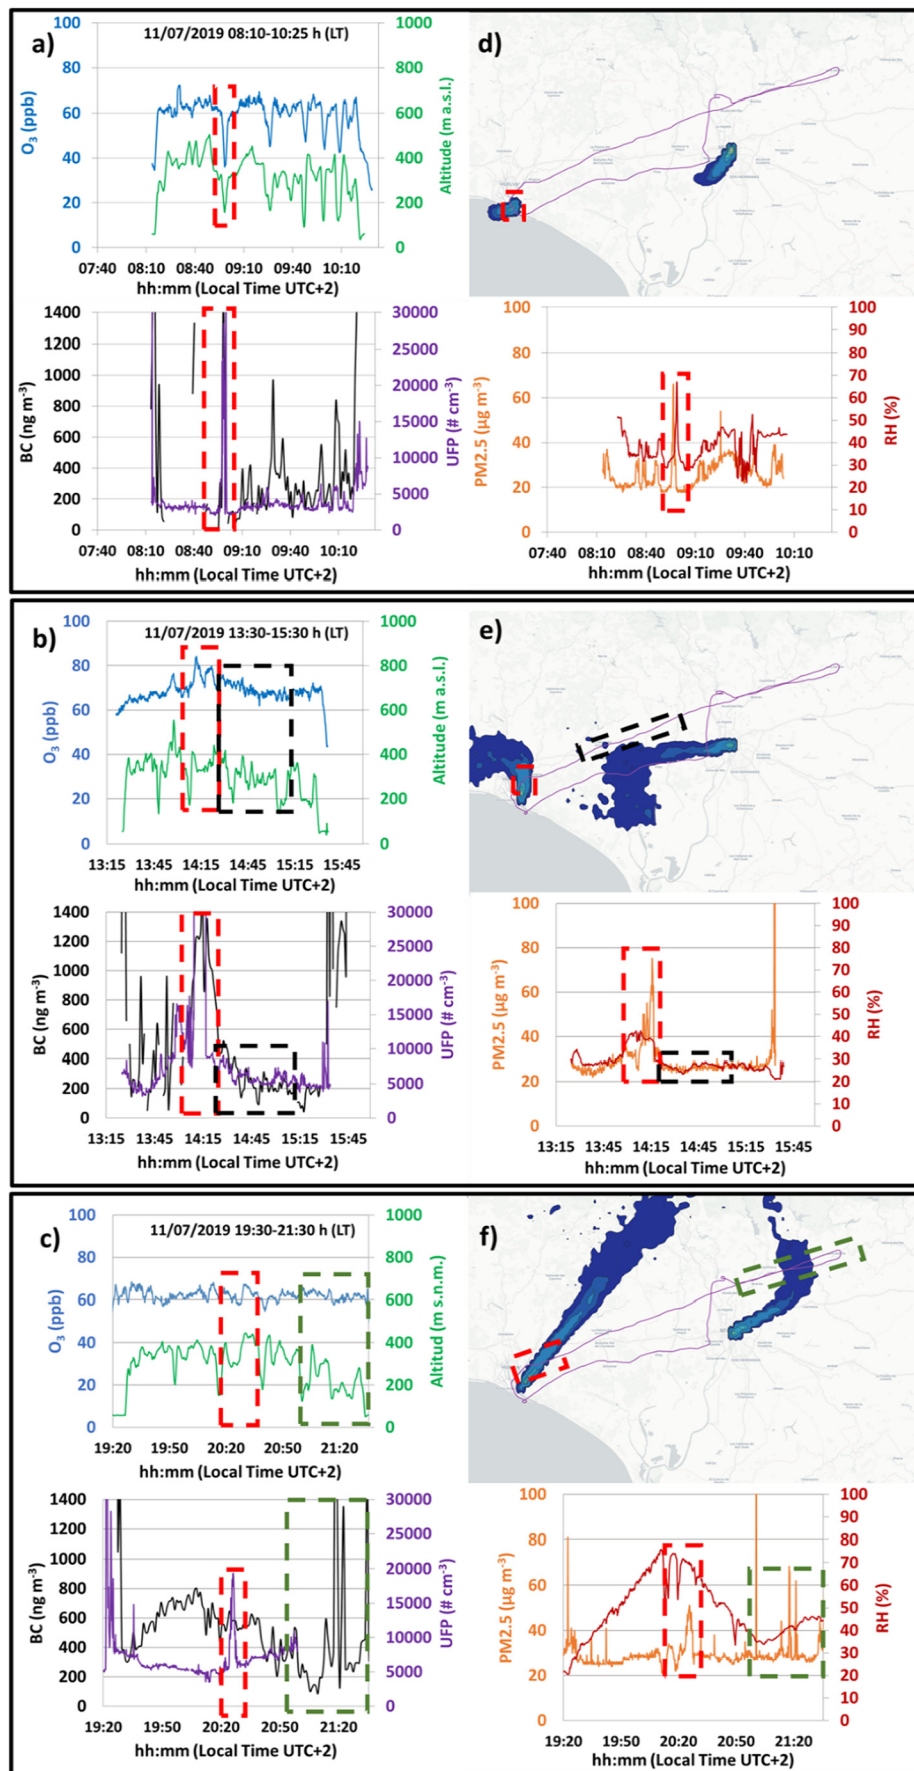 a)
11/07/2019 08:10-10:25 h (LT)
O3 (ppb)
100
80
60
40
20
0
Altitude (m a.s.l.)
1000
800
600
400
200
0
07:40 08:10 08:40 09:10 09:40 10:10
hh:mm (Local Time UTC+2)
d)
BC (ng m-3)
1400
1200
1000
800
600
400
200
0
UFP (# cm-3)
30000
25000
20000
15000
10000
5000
0
07:40 08:10 08:40 09:10 09:40 10:10
hh:mm (Local Time UTC+2)
PM2.5 (µg m-3)
100
80
60
40
20
0
RH (%)
100
90
80
70
60
50
40
30
20
10
0
07:40 08:10 08:40 09:10 09:40 10:10
hh:mm (Local Time UTC+2)
b)
11/07/2019 13:30-15:30 h (LT)
O3 (ppb)
100
80
60
40
20
0
Altitude (m a.s.l.)
1000
800
600
400
200
0
13:15 13:45 14:15 14:45 15:15 15:45
hh:mm (Local Time UTC+2)
e)
BC (ng m-3)
1400
1200
1000
800
600
400
200
0
UFP (# cm-3)
30000
25000
20000
15000
10000
5000
0
13:15 13:45 14:15 14:45 15:15 15:45
hh:mm (Local Time UTC+2)
PM2.5 (µg m-3)
100
80
60
40
20
0
RH (%)
100
90
80
70
60
50
40
30
20
10
0
13:15 13:45 14:15 14:45 15:15 15:45
hh:mm (Local Time UTC+2)
c)
11/07/2019 19:30-21:30 h (LT)
O3 (ppb)
100
80
60
40
20
0
Altitud (m s.n.m.)
1000
800
600
400
200
0
19:20 19:50 20:20 20:50 21:20
hh:mm (Local Time UTC+2)
f)
BC (ng m-3)
1400
1200
1000
800
600
400
200
0
UFP (# cm-3)
30000
25000
20000
15000
10000
5000
0
19:20 19:50 20:20 20:50 21:20
hh:mm (Local Time UTC+2)
PM2.5 (µg m-3)
100
80
60
40
20
0
RH (%)
100
90
80
70
60
50
40
30
20
10
0
19:20 19:50 20:20 20:50 21:20
hh:mm (Local Time UTC+2)